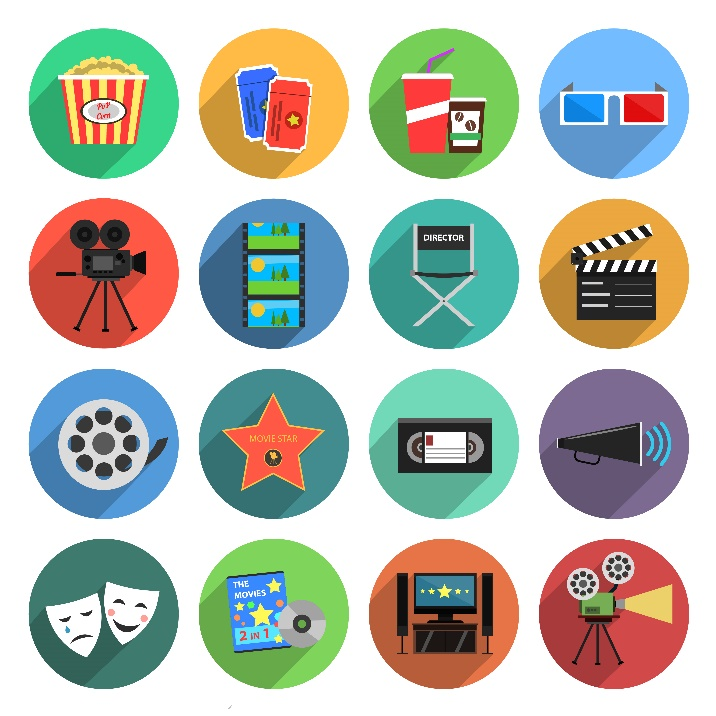 PoP
Corn
DIRECTOR
MOVIE STAR
THE
MOVIES
2 IN 1